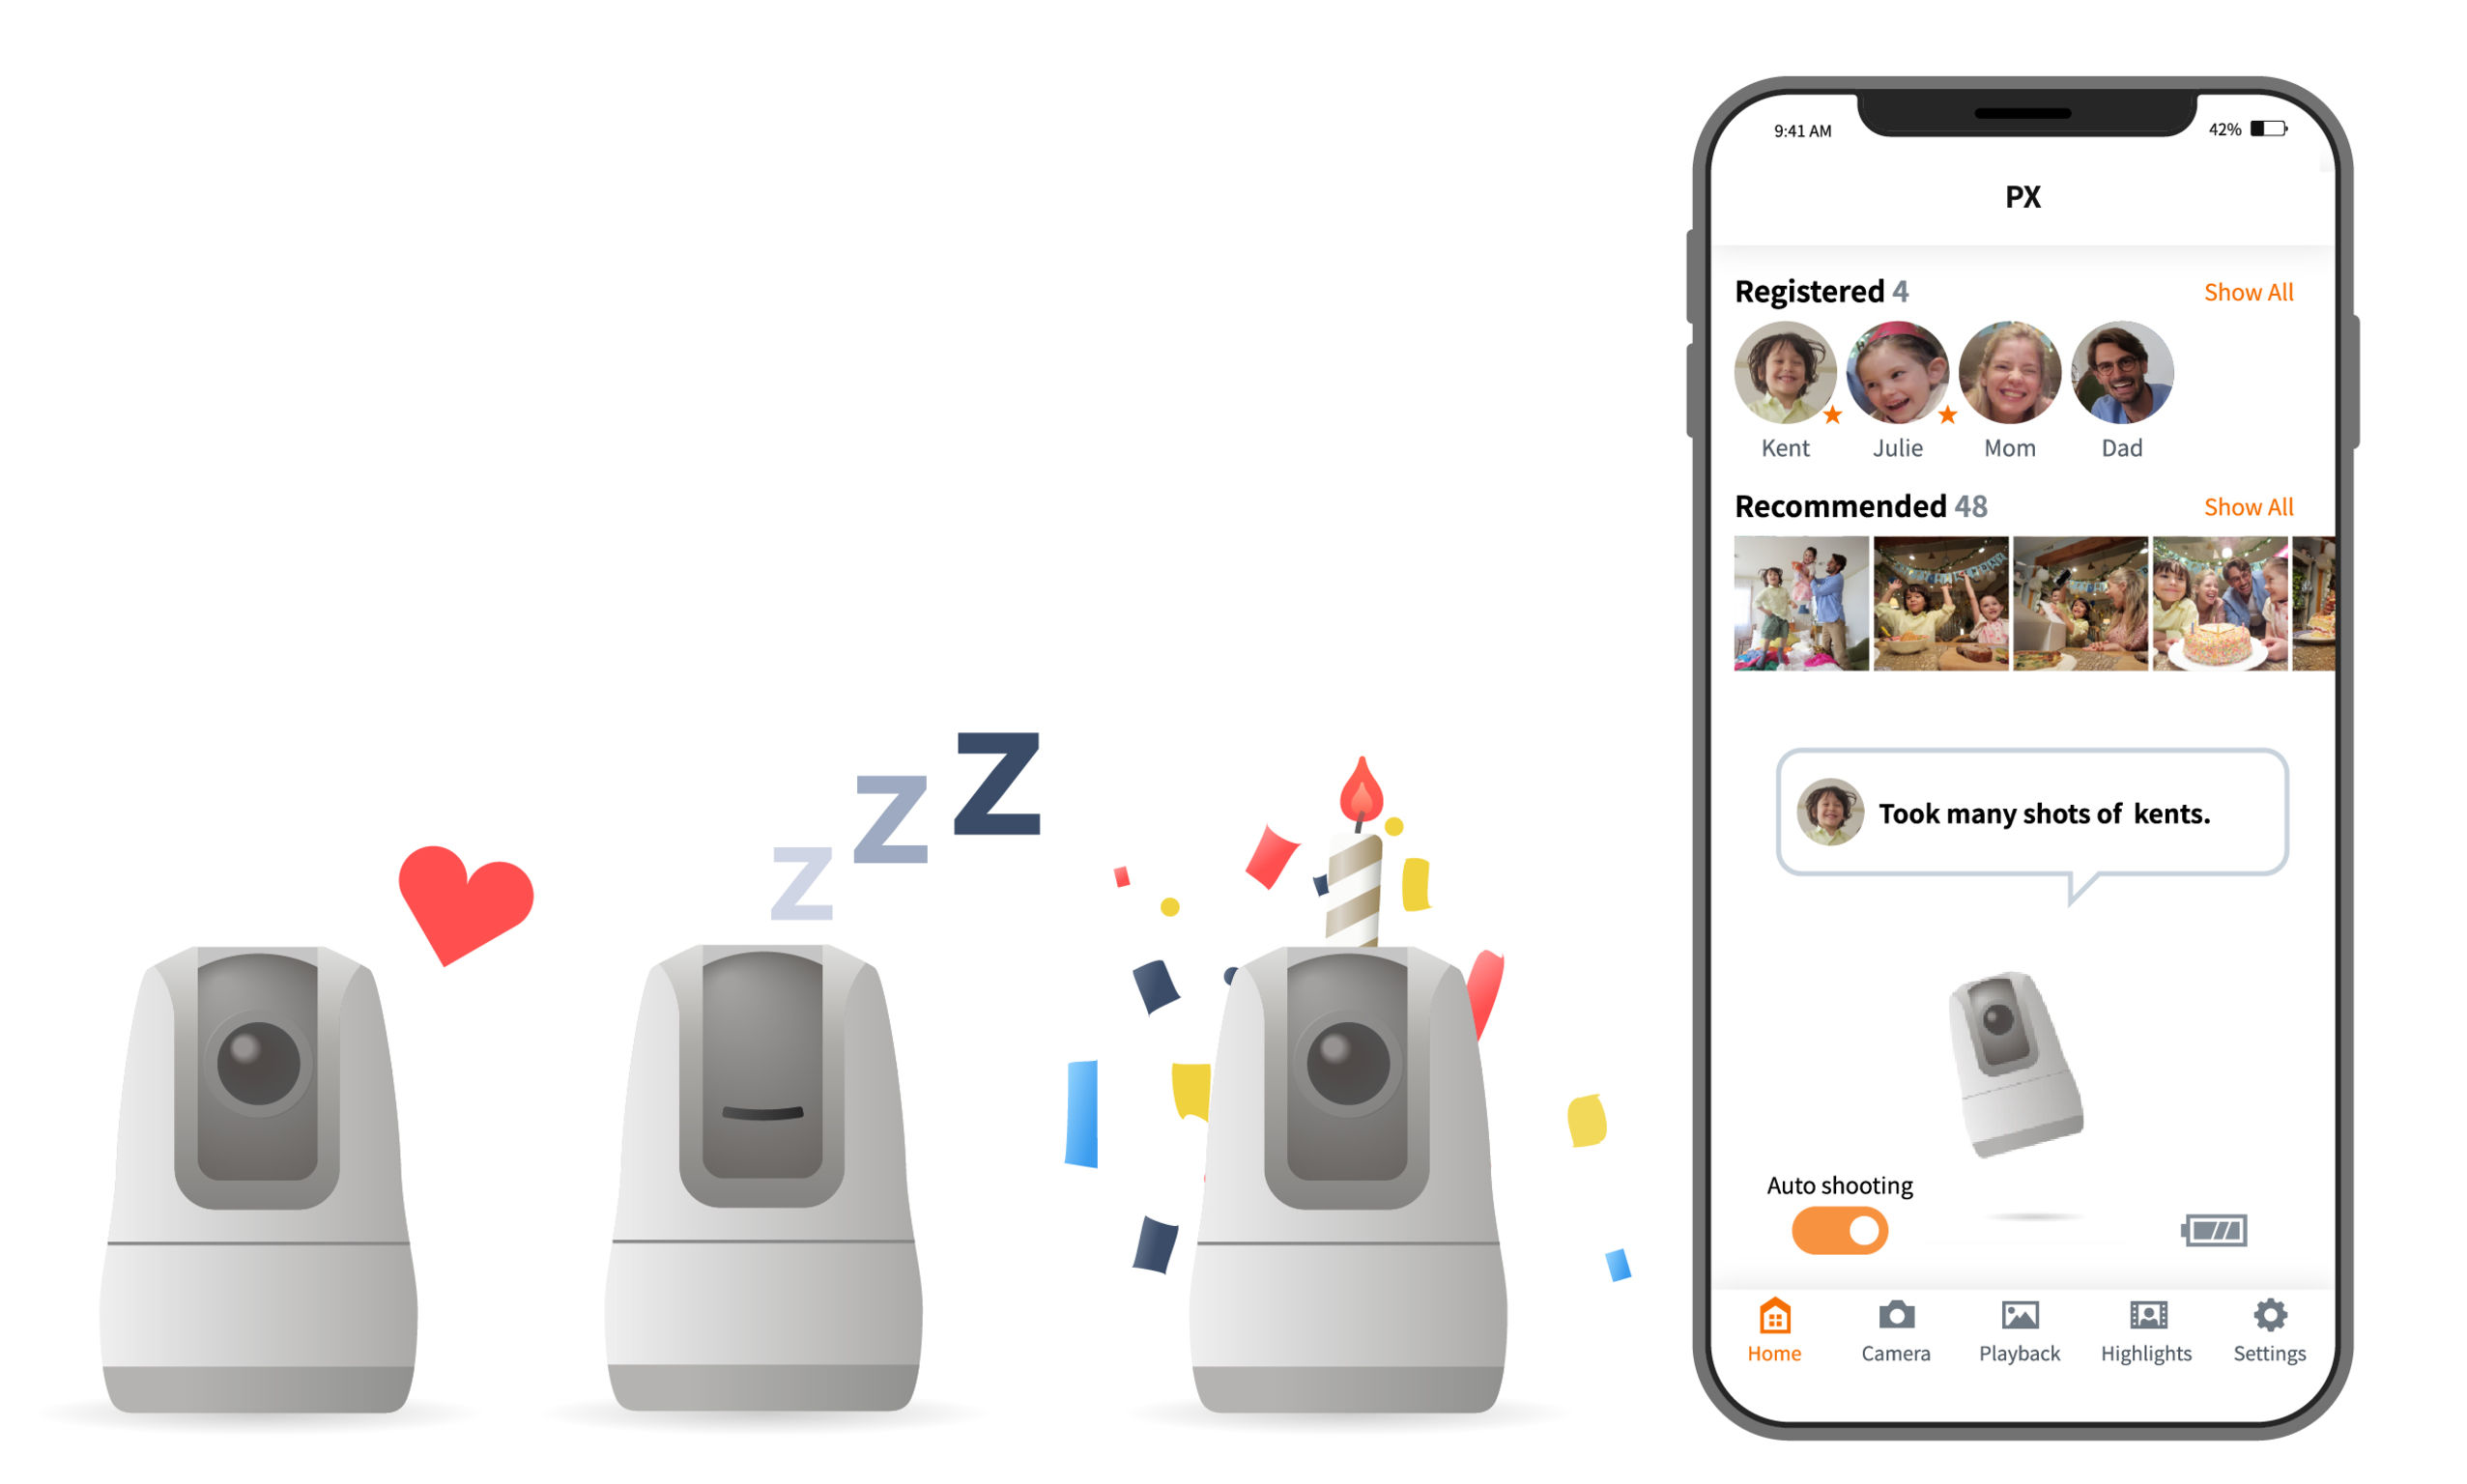 z z z
9:41 AM
42%
PX
Registered 4
Show All
Kent
Julie
Mom
Dad
Recommended 48
Show All
Took many shots of  kents.
Auto shooting
Home
Camera
Playback
Highlights
Settings